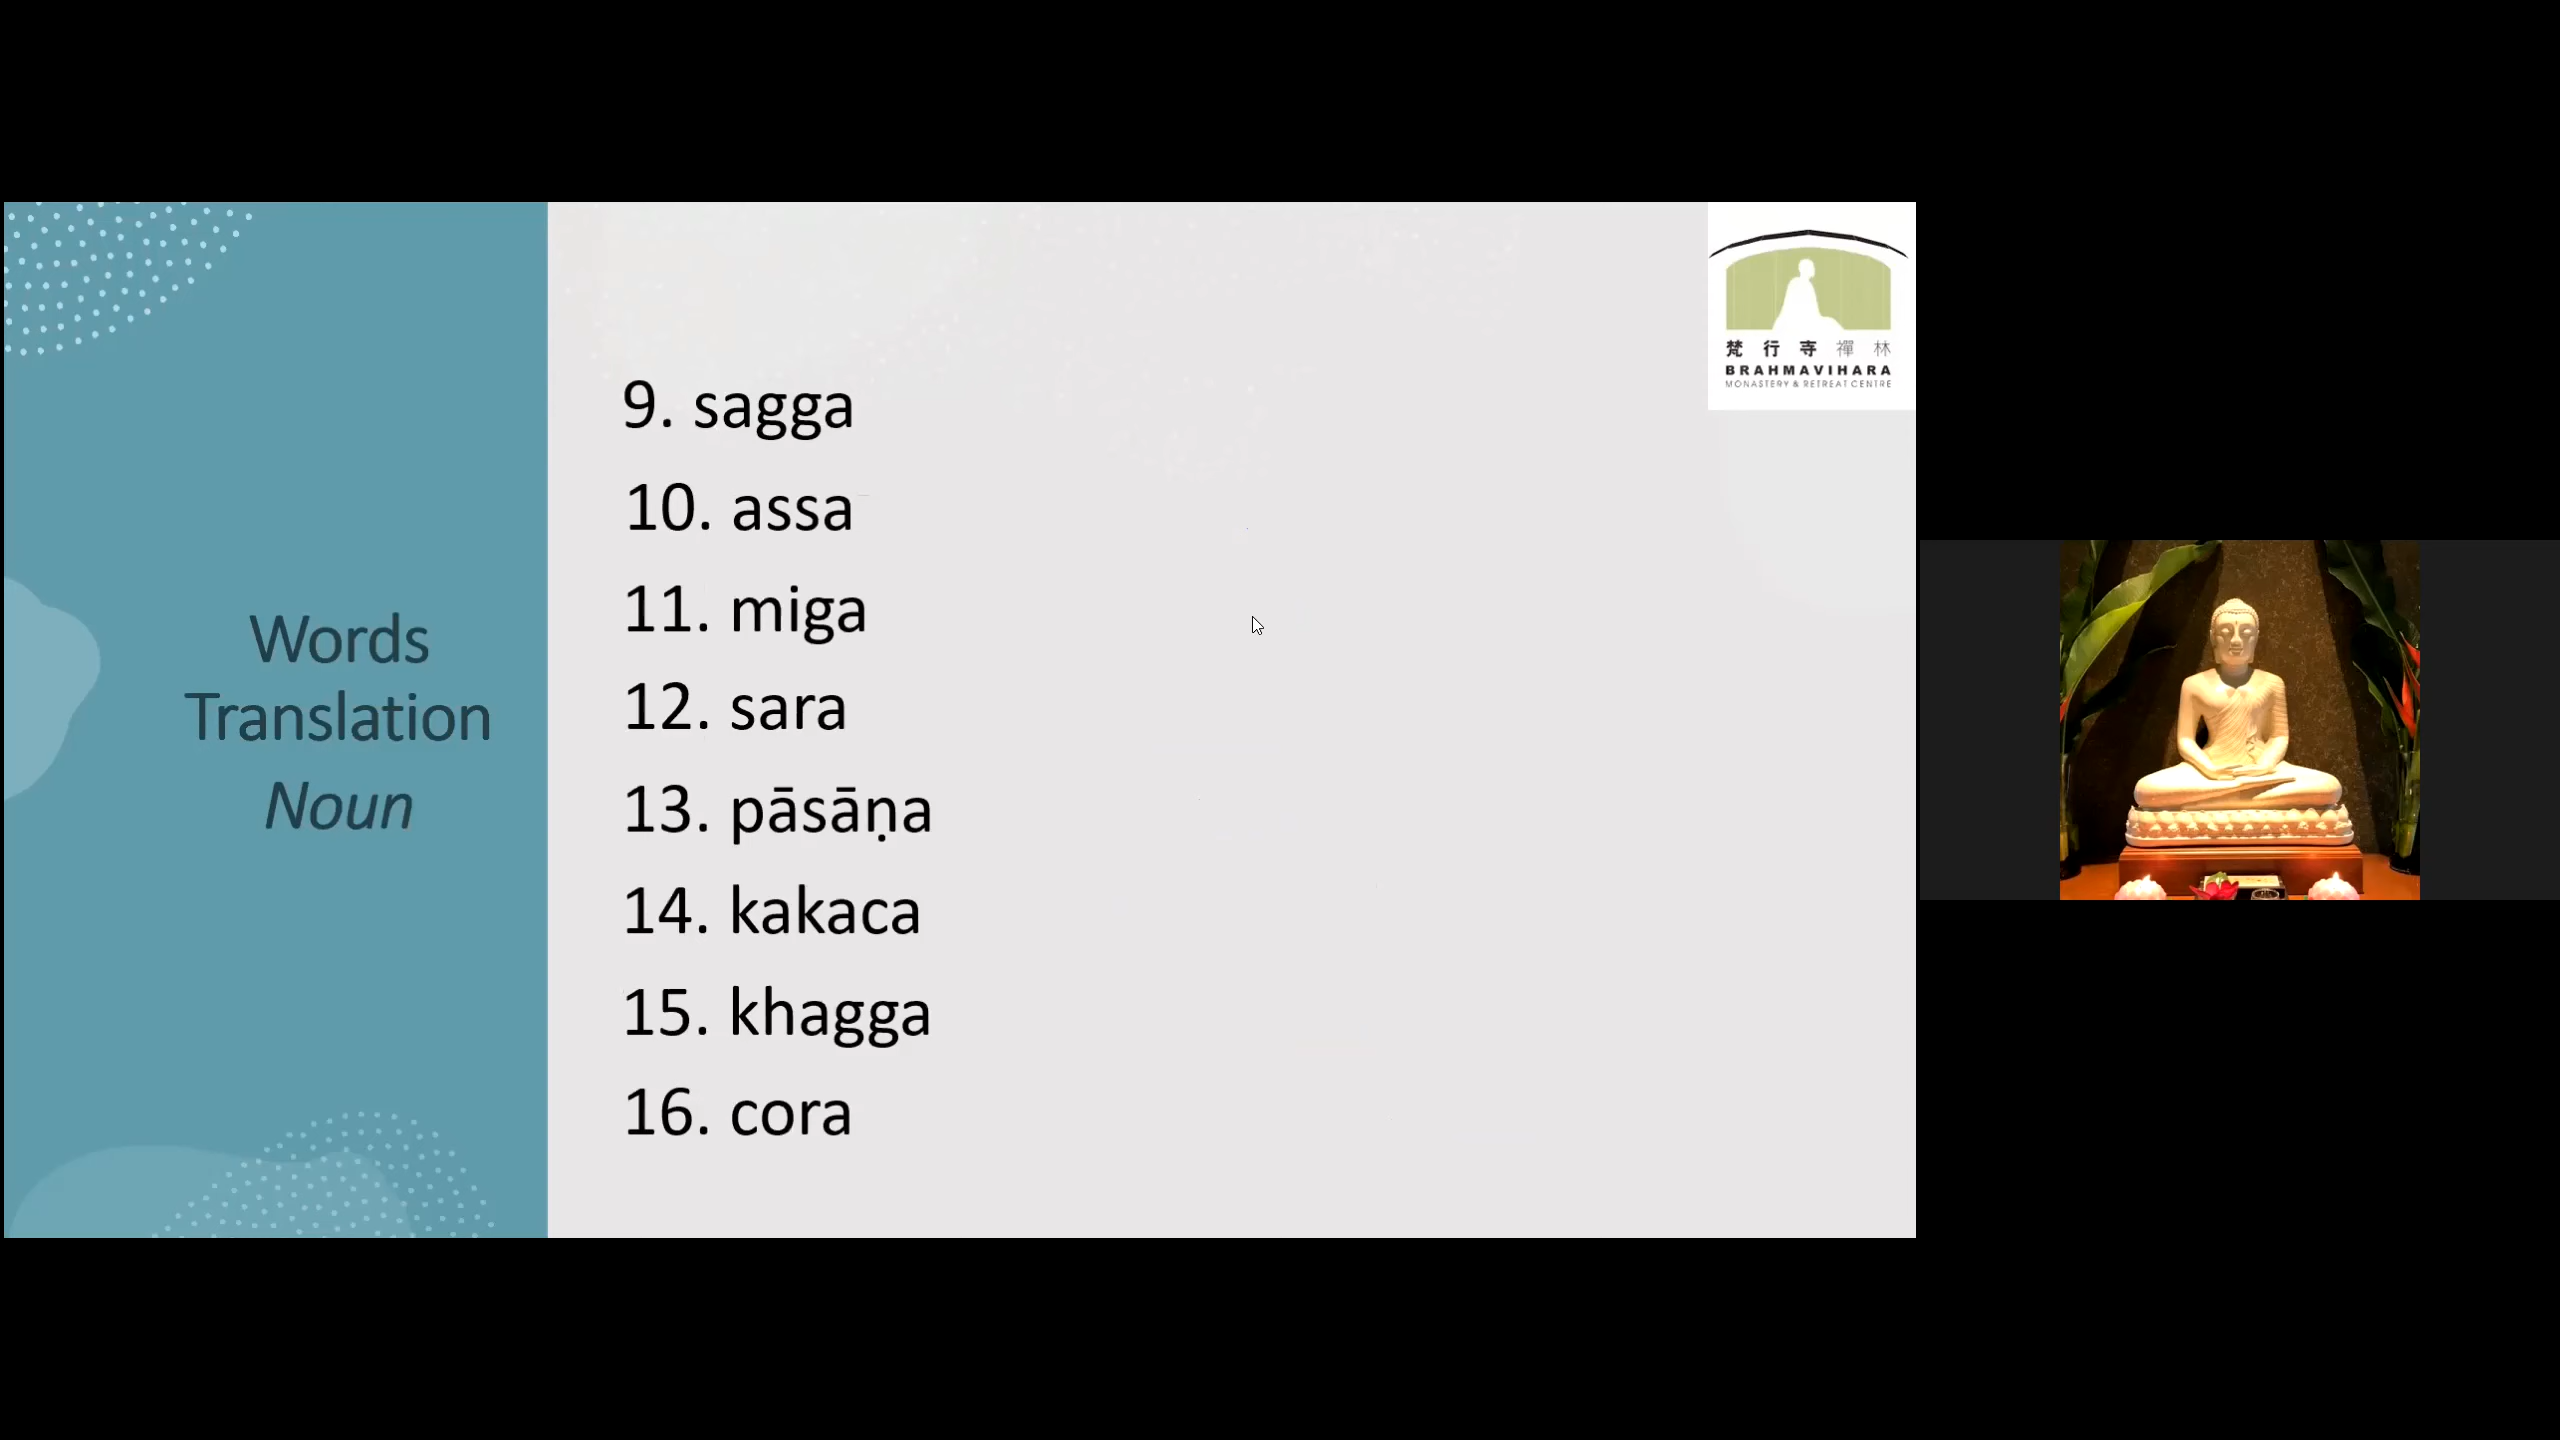 Words
Translation
Noun
9. sagga
10. assa
11. miga
12. sara
13. pāsāṇa
14. kakaca
15. khagga
16. cora
梵行寺禪林
BRAHMAVIHARA
MONASTERY & RETREAT CENTRE